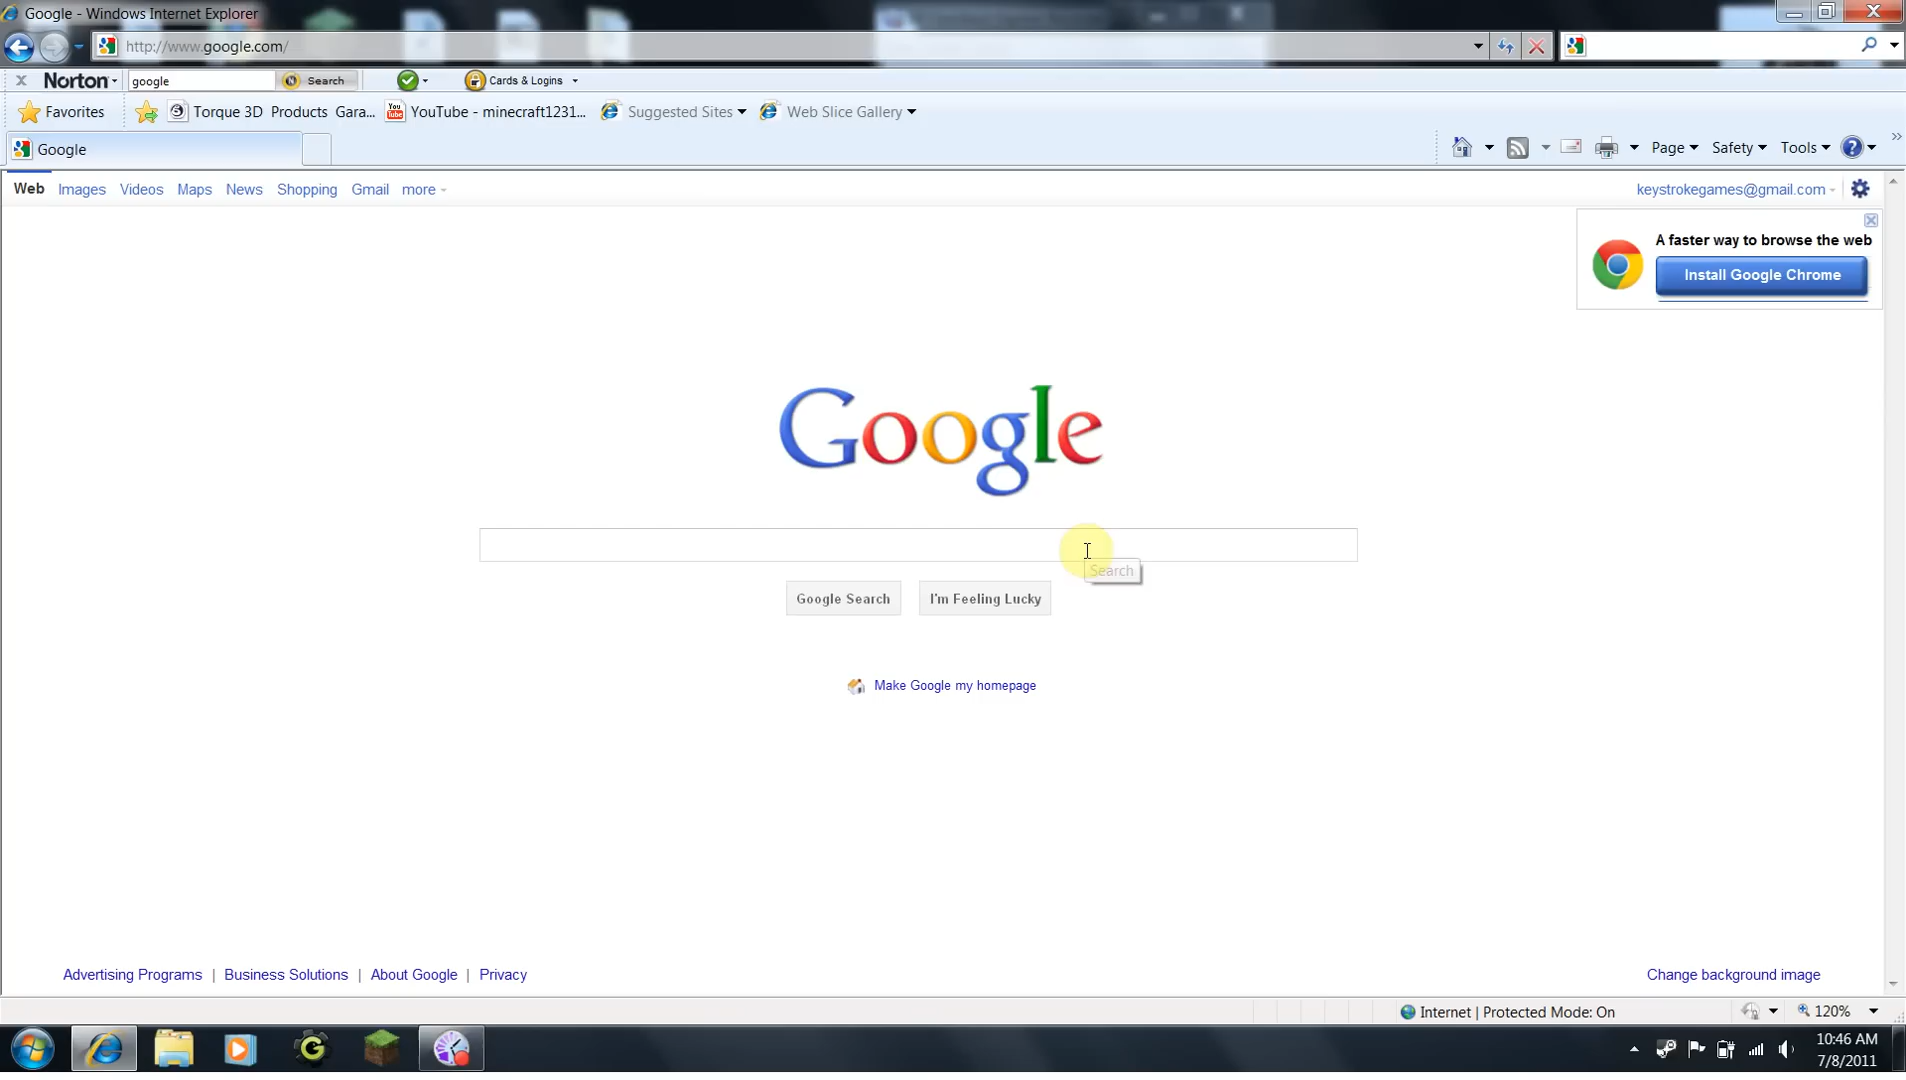 Google - Windows Internet Explorer
http://www.google.com/
Norton google Search Cards & Logins
Favorites Torque 3D Products Gara... YouTube - minecraft1231... Suggested Sites Web Slice Gallery
Google Page Safety Tools
Web Images Videos Maps News Shopping Gmail more keystrokegames@gmail.com
A faster way to browse the web
Install Google Chrome
Google
Search
Google Search I'm Feeling Lucky
Make Google my homepage
Advertising Programs | Business Solutions | About Google | Privacy Change background image
Internet | Protected Mode: On 120%
10:46 AM
7/8/2011